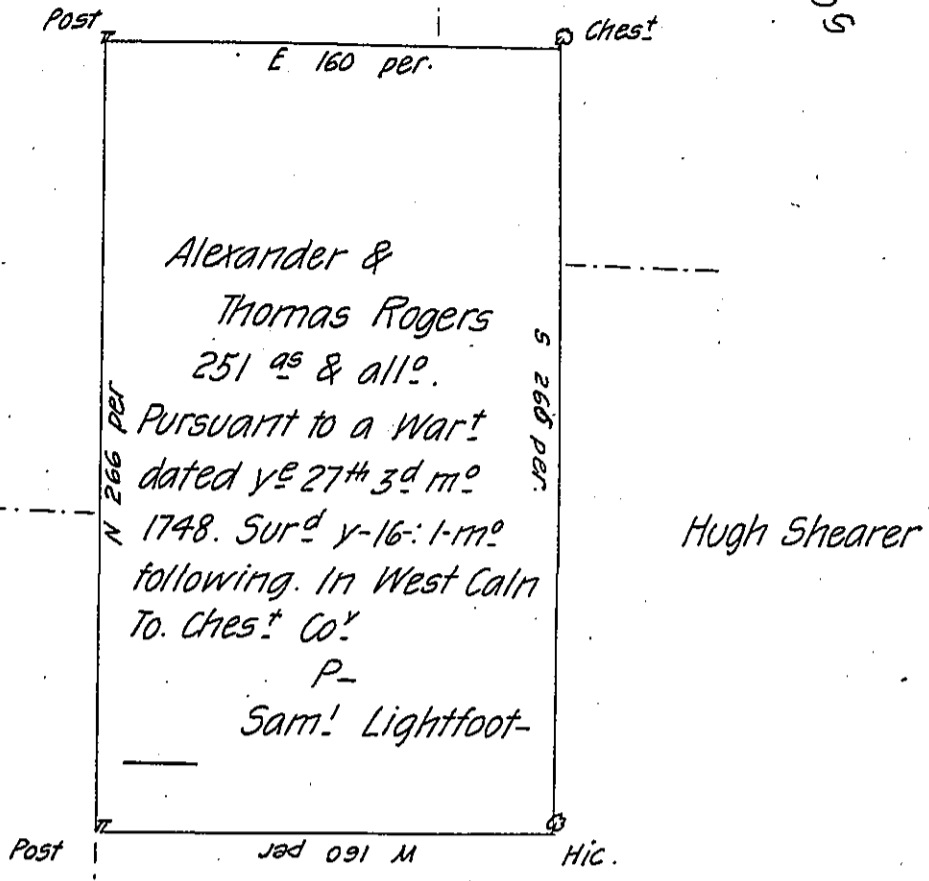 Post
Chest
E 160 per.
Alexander &
Thomas Rogers
251 as & allo.
Pursuant to a Wart
dated ye 27th 3d mo
1748. Surd y-16-: 1-mo
following. In West Caln
To. Chest Coy
P-
Saml Lightfoot-
N 266 per
S 266 per.
Hugh Shearer
Post
W 160 per
Hic.